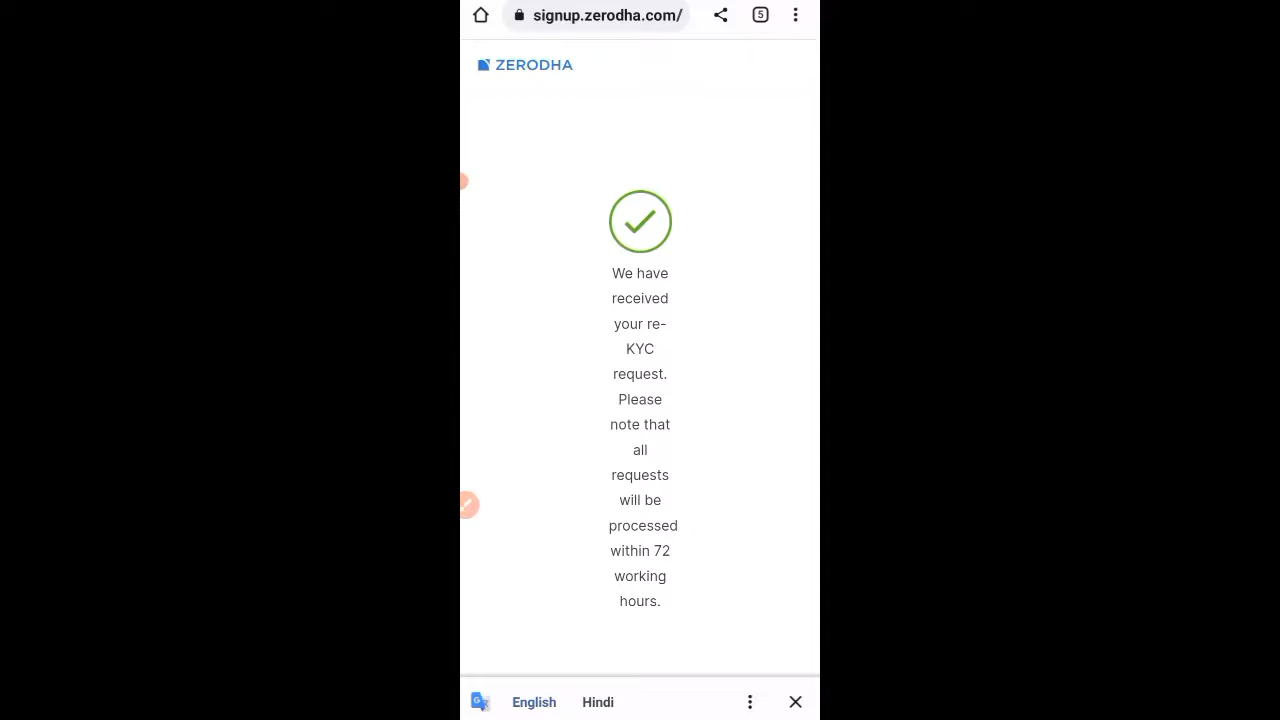 signup.zerodha.com/
5
ZERODHA
We have
received
your re-
KYC
request.
Please
note that
all
requests
will be
processed
within 72
working
hours.
English Hindi